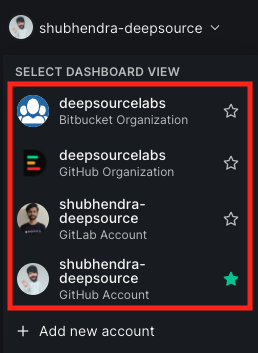 shubhendra-deepsource
SELECT DASHBOARD VIEW
deepsourcelabs
Bitbucket Organization
deepsourcelabs
GitHub Organization
shubhendra-
deepsource
GitLab Account
shubhendra-
deepsource
GitHub Account
+ Add new account